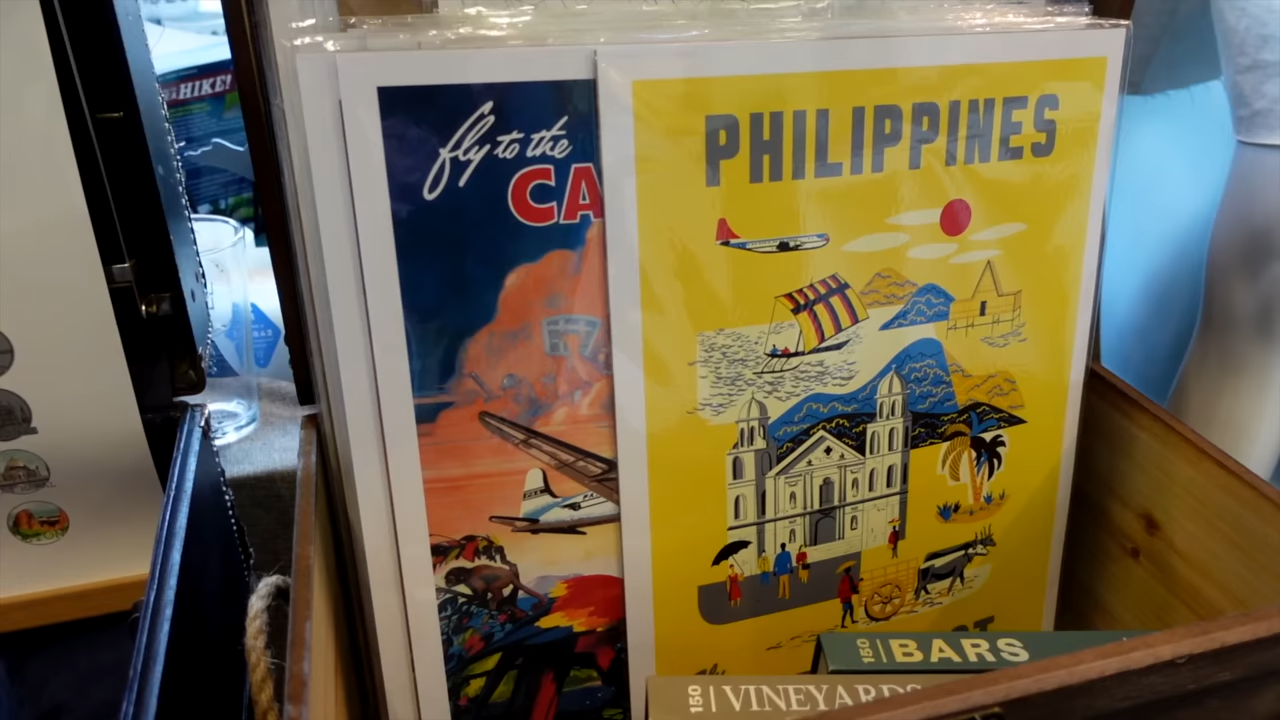 HIKE!
fly to the
CA
PHILIPPINES
150 | BARS
150 | VINEYARDS